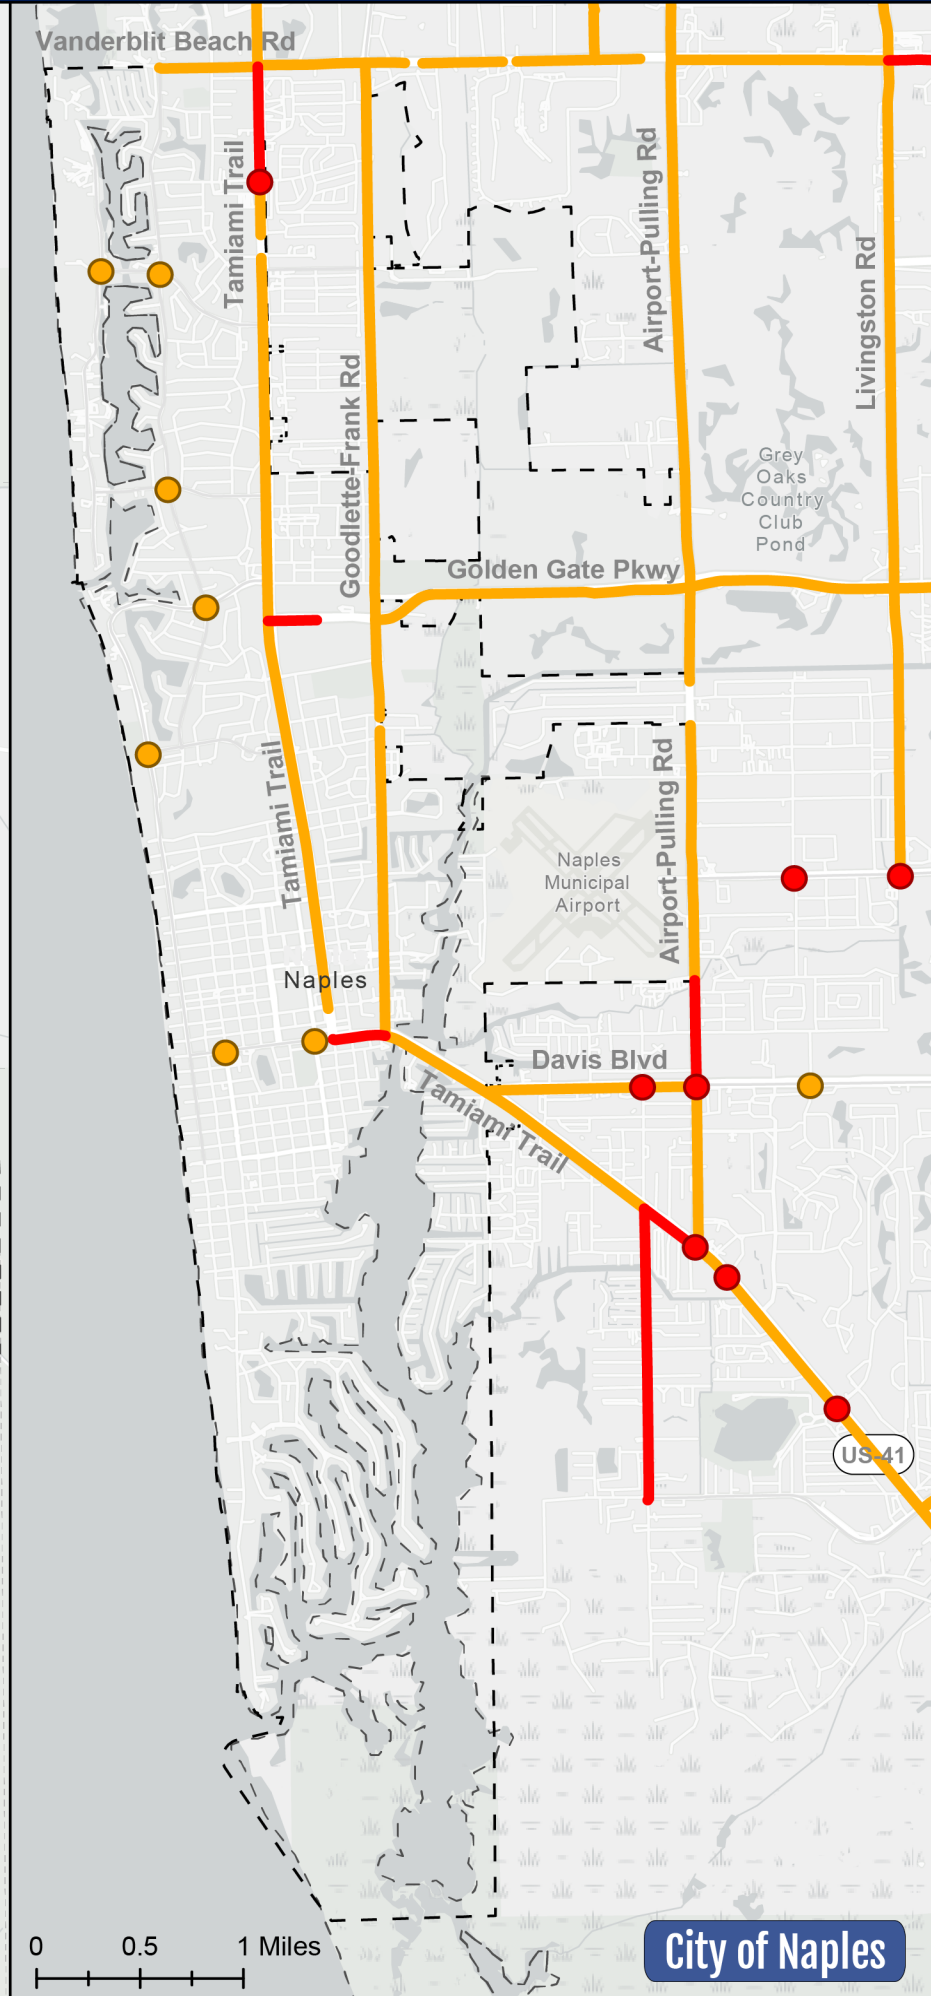 Vanderblit Beach Rd
Tamiami Trail
Airport-Pulling Rd
Livingston Rd
Goodlette-Frank Rd
Grey
Oaks
Country
Club
Pond
Golden Gate Pkwy
Tamiami Trail
Airport-Pulling Rd
Naples
Municipal
Airport
Naples
Davis Blvd
Tamiami Trail
US-41
0 0.5 1 Miles
City of Naples